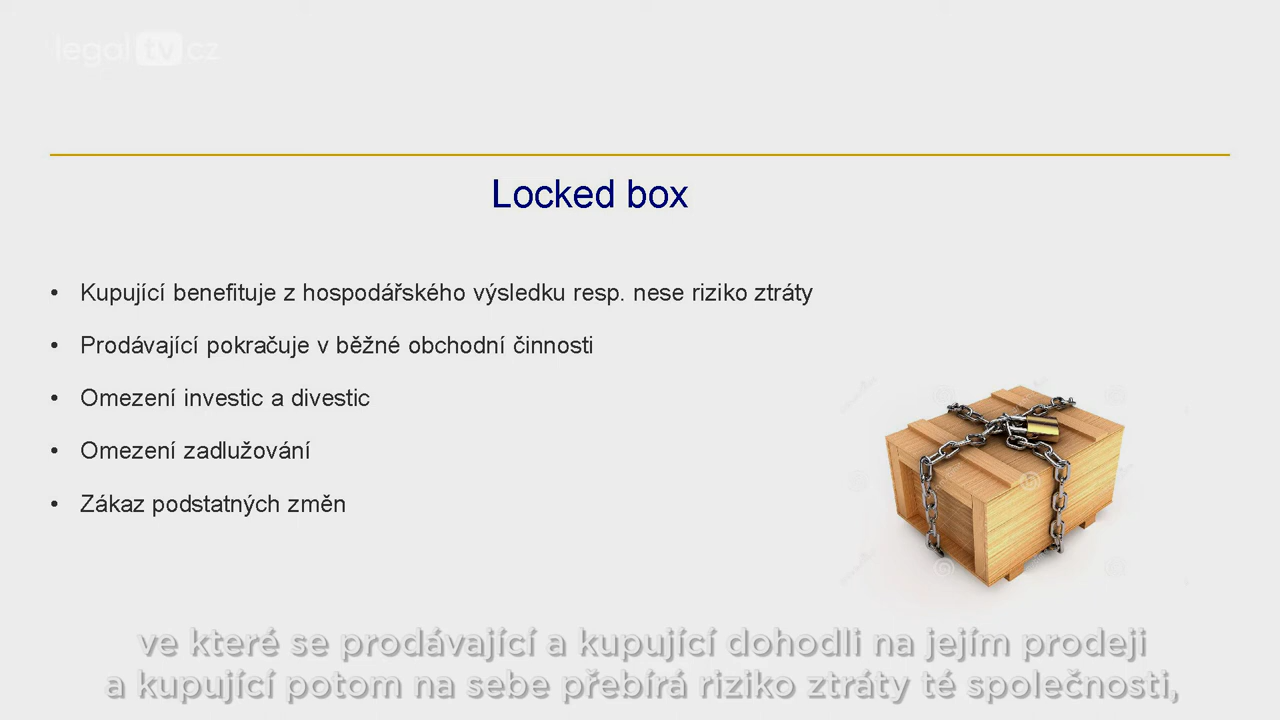 legal tv cz
Locked box
• Kupující benefituje z hospodářského výsledku resp. nese riziko ztráty
• Prodávající pokračuje v běžné obchodní činnosti
• Omezení investic a divestic
• Omezení zadlužování
• Zákaz podstatných změn
ve které se prodávající a kupující dohodli na jejím prodeji
a kupující potom na sebe přebírá riziko ztráty té společnosti,